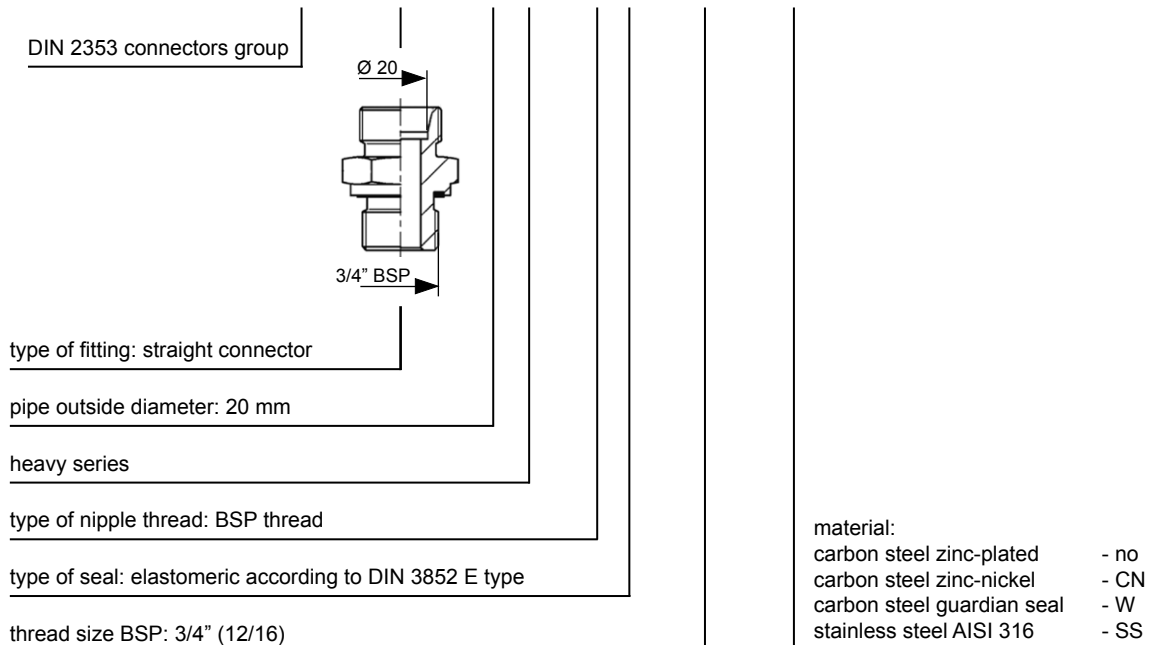 DIN 2353 connectors group
Ø 20
3/4” BSP
type of fitting: straight connector
pipe outside diameter: 20 mm
heavy series
type of nipple thread: BSP thread
type of seal: elastomeric according to DIN 3852 E type
thread size BSP: 3/4” (12/16)
material:
carbon steel zinc-plated - no
carbon steel zinc-nickel - CN
carbon steel guardian seal - W
stainless steel AISI 316 - SS